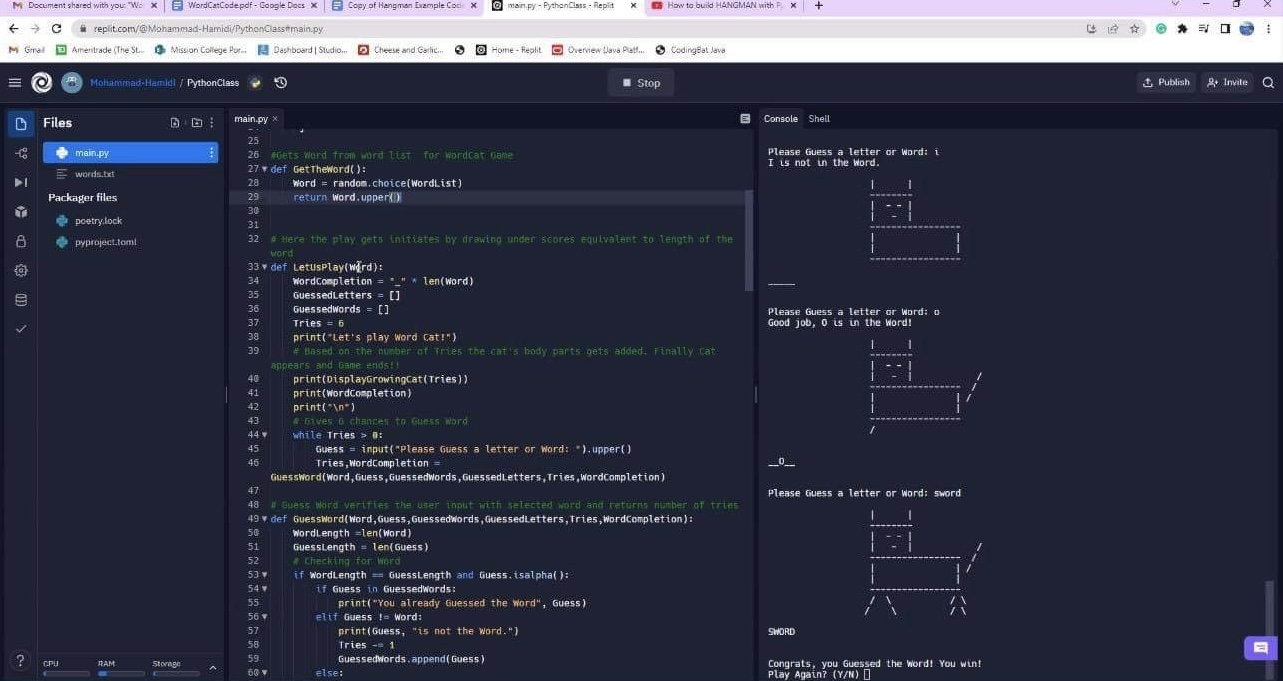 Document shared with you: "Wo
WordCatCode.pdf - Google Docs
Copy of Hangman Example Cod
main.py - PythonClass - Replit
How to build HANGMAN with Py
replit.com/@Mohammad-Hamidi/PythonClass#main.py
Gmail
Ameritrade (The St...
Mission College Por...
Dashboard | Studio...
Cheese and Garlic...
Home - Replit
Overview (Java Platf...
CodingBat Java
Mohammad-Hamidi / PythonClass
Stop
Publish
Invite
Files
main.py
words.txt
Packager files
poetry.lock
pyproject.toml
CPU
RAM
Storage
main.py
25
26 #Gets Word from word list  for WordCat Game
27 def GetTheWord():
28     Word = random.choice(WordList)
29     return Word.upper()
30
31
32 # Here the play gets initiates by drawing under scores equivalent to length of the
word
33 def LetUsPlay(Word):
34     WordCompletion = "_" * len(Word)
35     GuessedLetters = []
36     GuessedWords = []
37     Tries = 6
38     print("Let's play Word Cat!")
39     # Based on the number of Tries the cat's body parts gets added. Finally Cat
appears and Game ends!!
40     print(DisplayGrowingCat(Tries))
41     print(WordCompletion)
42     print("\n")
43     # Gives 6 chances to Guess Word
44     while Tries > 0:
45         Guess = input("Please Guess a letter or Word: ").upper()
46         Tries,WordCompletion =
GuessWord(Word,Guess,GuessedWords,GuessedLetters,Tries,WordCompletion)
47
48 # Guess Word verifies the user input with selected word and returns number of tries
49 def GuessWord(Word,Guess,GuessedWords,GuessedLetters,Tries,WordCompletion):
50     WordLength =len(Word)
51     GuessLength = len(Guess)
52     # Checking for Word
53     if WordLength == GuessLength and Guess.isalpha():
54         if Guess in GuessedWords:
55             print("You already Guessed the Word", Guess)
56         elif Guess != Word:
57             print(Guess, "is not the Word.")
58             Tries -= 1
59             GuessedWords.append(Guess)
60         else:
Console
Shell
Please Guess a letter or Word: i
I is not in the Word.
_____
Please Guess a letter or Word: o
Good job, O is in the Word!
__O__
Please Guess a letter or Word: sword
SWORD
Congrats, you Guessed the Word! You win!
Play Again? (Y/N)